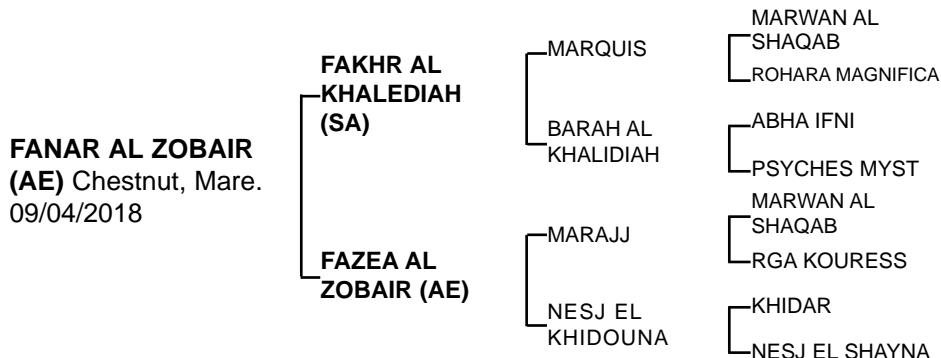 FANAR AL ZOBAIR
(AE) Chestnut, Mare.
09/04/2018
FAKHR AL
KHALEDIAH
(SA)
FAZEA AL
ZOBAIR (AE)
MARQUIS
BARAH AL
KHALIDIAH
MARAJJ
NESJ EL
KHIDOUNA
MARWAN AL
SHAQAB
ROHARA MAGNIFICA
ABHA IFNI
PSYCHES MYST
MARWAN AL
SHAQAB
RGA KOURESS
KHIDAR
NESJ EL SHAYNA